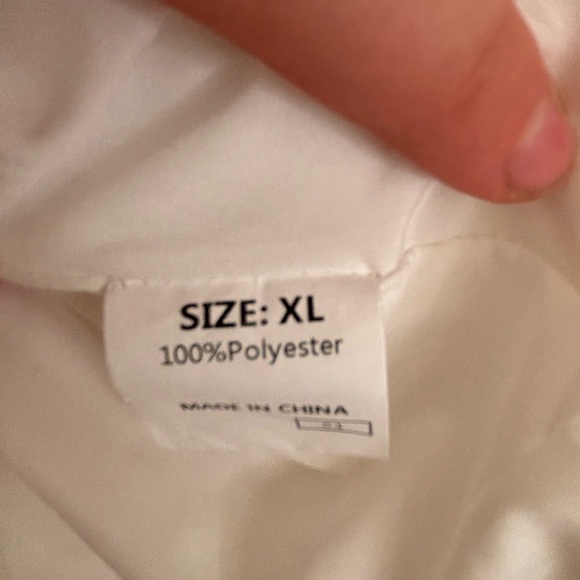 SIZE: XL
100%Polyester
MADE IN CHINA